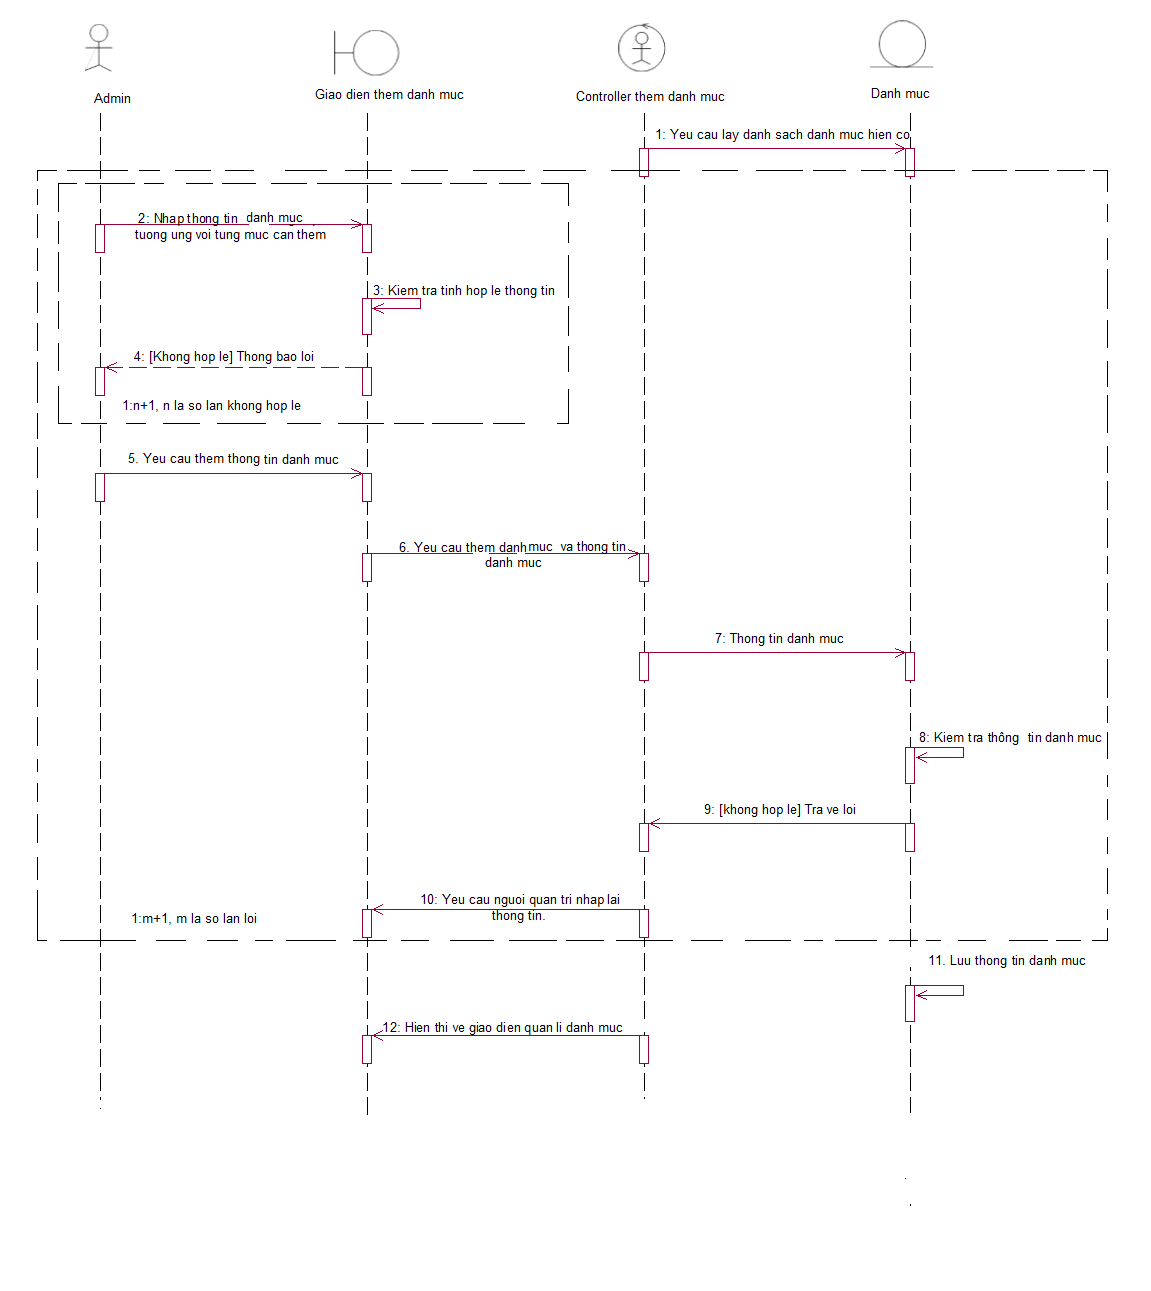 Admin
Giao dien them danh muc
Controller them danh muc
Danh muc
1: Yeu cau lay danh sach danh muc hien co
2: Nhap thong tin danh muc
tuong ung voi tung muc can them
3: Kiem tra tinh hop le thong tin
4: [Khong hop le] Thong bao loi
1:n+1, n la so lan khong hop le
5. Yeu cau them thong tin danh muc
6. Yeu cau them danh muc va thong tin
danh muc
7: Thong tin danh muc
8: Kiem tra thông tin danh muc
9: [khong hop le] Tra ve loi
10: Yeu cau nguoi quan tri nhap lai
thong tin.
1:m+1, m la so lan loi
11. Luu thong tin danh muc
12: Hien thi ve giao dien quan li danh muc